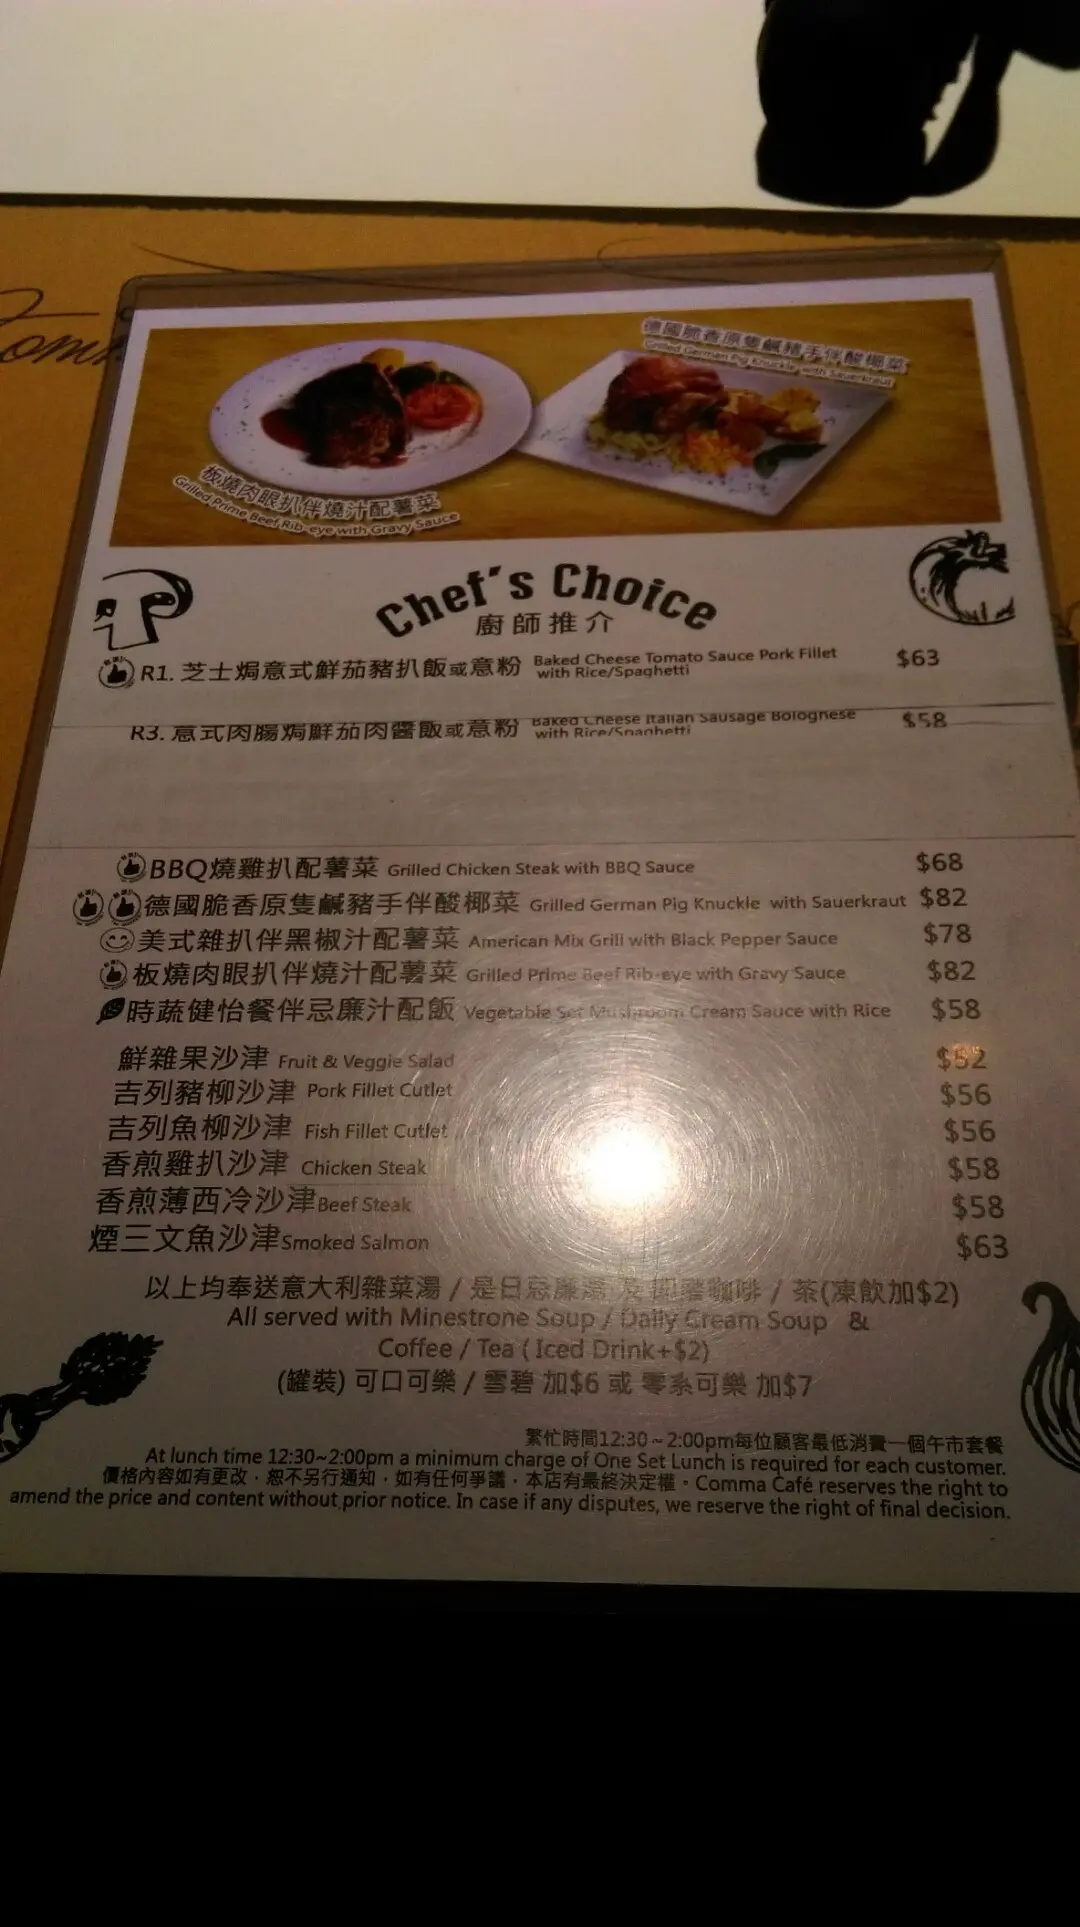 德國脆香原隻鹹豬手伴酸椰菜
Grilled German Pig Knuckle with Sauerkraut
板燒肉眼扒伴燒汁配薯菜
Grilled Prime Beef Rib-eye with Gravy Sauce
Chef's Choice
廚師推介
R1. 芝士焗意式鮮茄豬扒飯或意粉 Baked Cheese Tomato Sauce Pork Fillet with Rice/Spaghetti $63
R3. 意式肉腸焗鮮茄肉醬飯或意粉 Baked Cheese Italian Sausage Bolognese with Rice/Spaghetti $58
BBQ燒雞扒配薯菜 Grilled Chicken Steak with BBQ Sauce $68
德國脆香原隻鹹豬手伴酸椰菜 Grilled German Pig Knuckle with Sauerkraut $82
美式雜扒伴黑椒汁配薯菜 American Mix Grill with Black Pepper Sauce $78
板燒肉眼扒伴燒汁配薯菜 Grilled Prime Beef Rib-eye with Gravy Sauce $82
時蔬健怡餐伴忌廉汁配飯 Vegetable Set Mushroom Cream Sauce with Rice $58
鮮雜果沙津 Fruit & Veggie Salad $52
吉列豬柳沙津 Pork Fillet Cutlet $56
吉列魚柳沙津 Fish Fillet Cutlet $56
香煎雞扒沙津 Chicken Steak $58
香煎薄西冷沙津 Beef Steak $58
煙三文魚沙津 Smoked Salmon $63
以上均奉送意大利雜菜湯 / 是日忌廉湯 及 即磨咖啡 / 茶(凍飲加$2)
All served with Minestrone Soup / Daily Cream Soup &
Coffee / Tea ( Iced Drink+$2)
(罐裝) 可口可樂 / 雪碧 加$6 或 零系可樂 加$7
繁忙時間12:30~2:00pm每位顧客最低消費一個午市套餐
At lunch time 12:30~2:00pm a minimum charge of One Set Lunch is required for each customer.
價格內容如有更改，恕不另行通知，如有任何爭議，本店有最終決定權。Comma Café reserves the right to
amend the price and content without prior notice. In case if any disputes, we reserve the right of final decision.